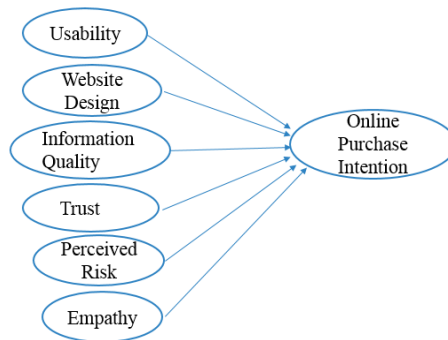 Usability
Website
Design
Information
Quality
Trust
Perceived
Risk
Empathy
Online
Purchase
Intention